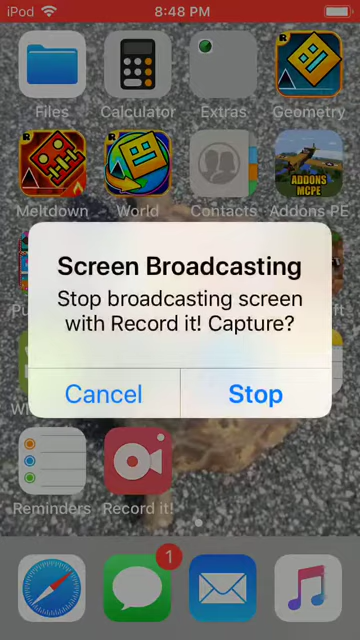 iPod 8:48 PM
Files Calculator Extras Geometry
Meltdown World Contacts Addons PE
ADDONS
MCPE
Screen Broadcasting
Stop broadcasting screen
with Record it! Capture?
Cancel Stop
Reminders Record it!
1